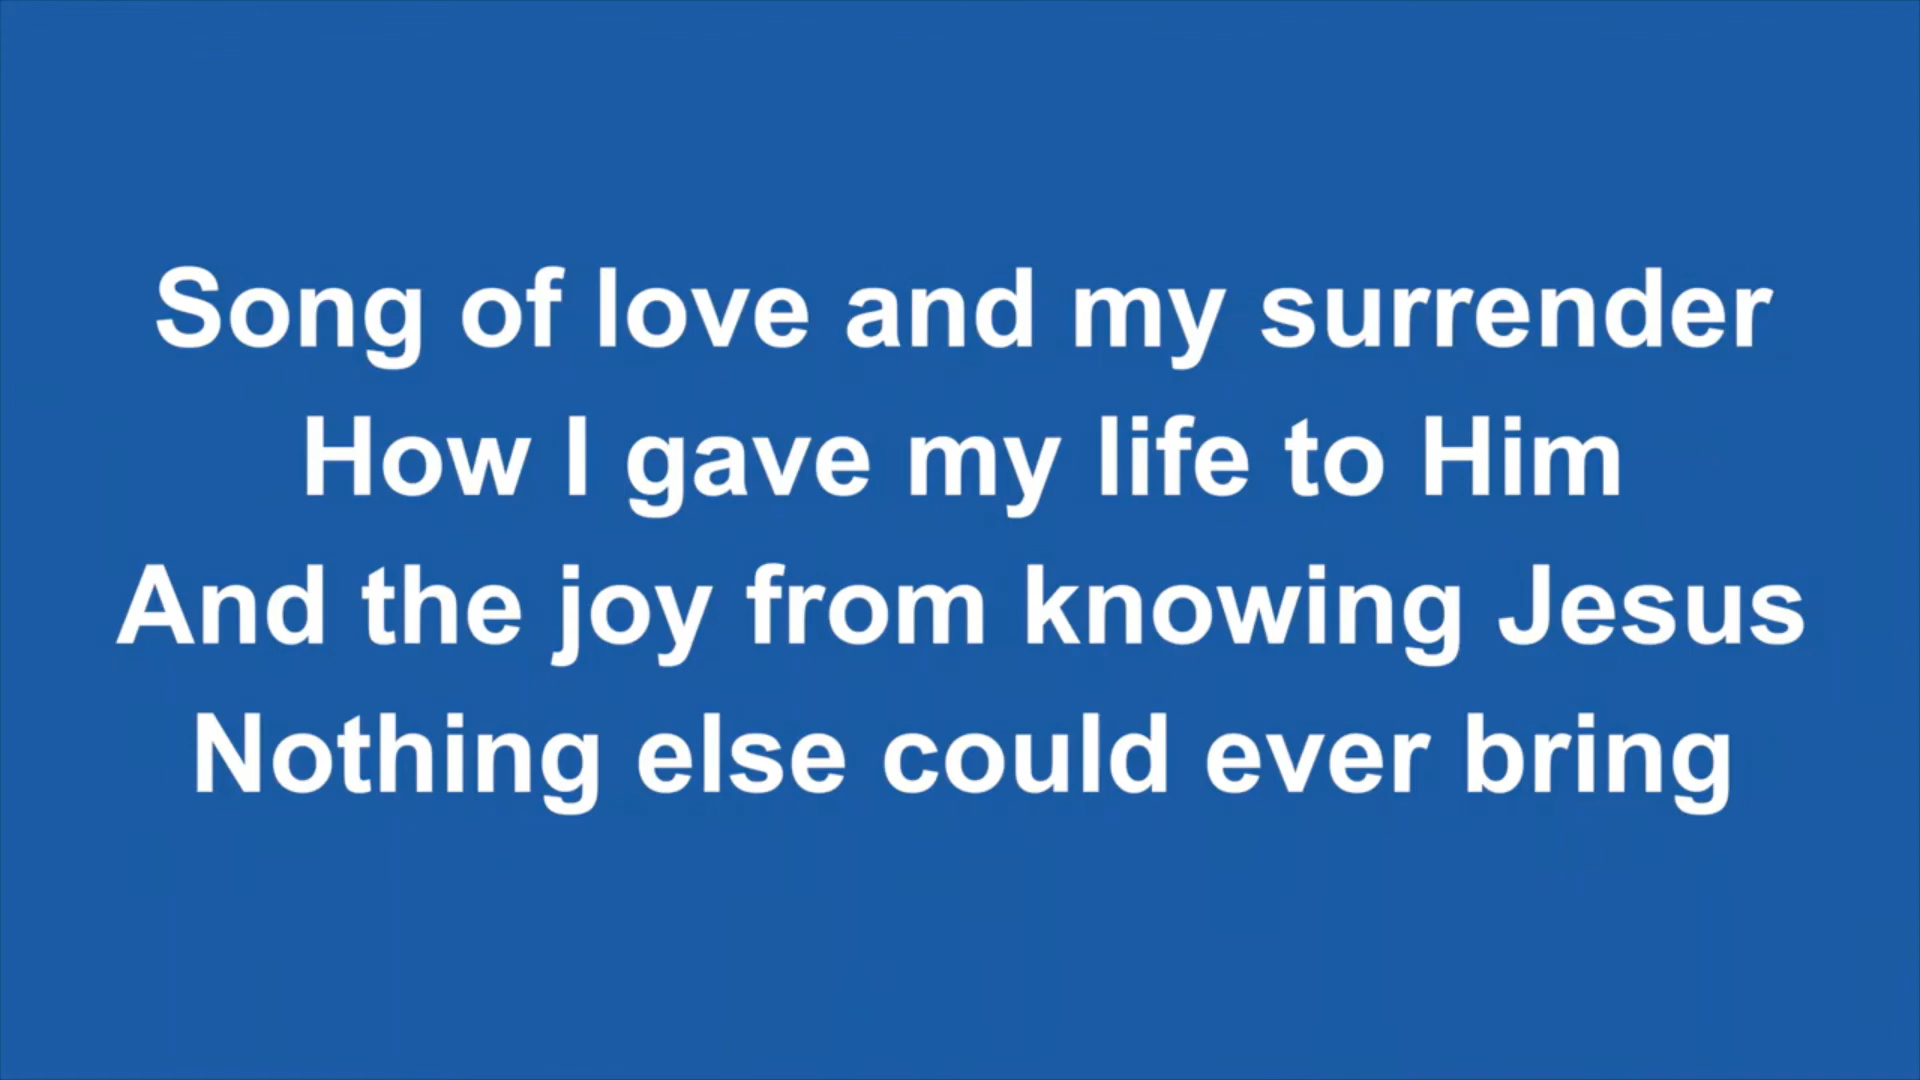 Song of love and my surrender
How I gave my life to Him
And the joy from knowing Jesus
Nothing else could ever bring